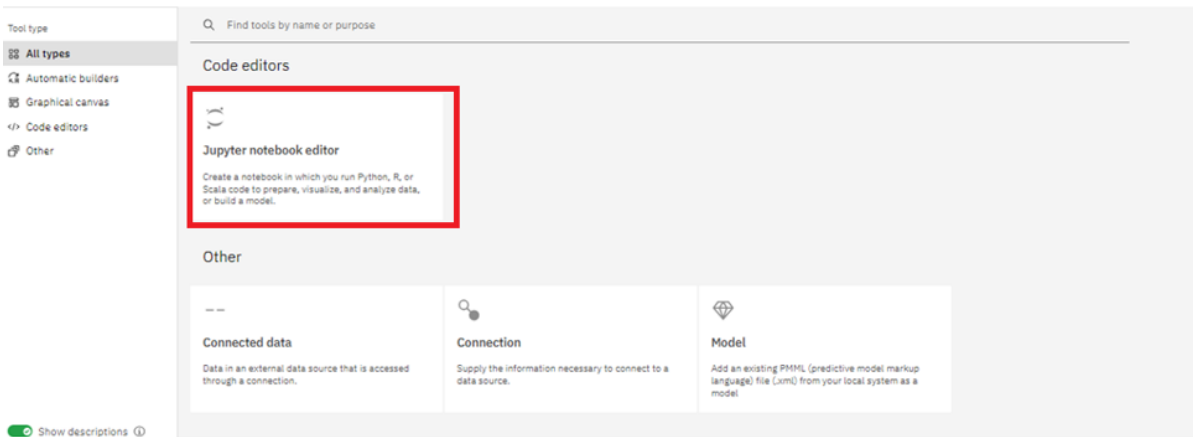 Tool type
All types
Automatic builders
Graphical canvas
Code editors
Other
Show descriptions
Find tools by name or purpose
Code editors
Jupyter notebook editor
Create a notebook in which you run Python, R, or
Scala code to prepare, visualize, and analyze data,
or build a model.
Other
Connected data
Data in an external data source that is accessed
through a connection.
Connection
Supply the information necessary to connect to a
data source.
Model
Add an existing PMML (predictive model markup
language) file (.xml) from your local system as a
model